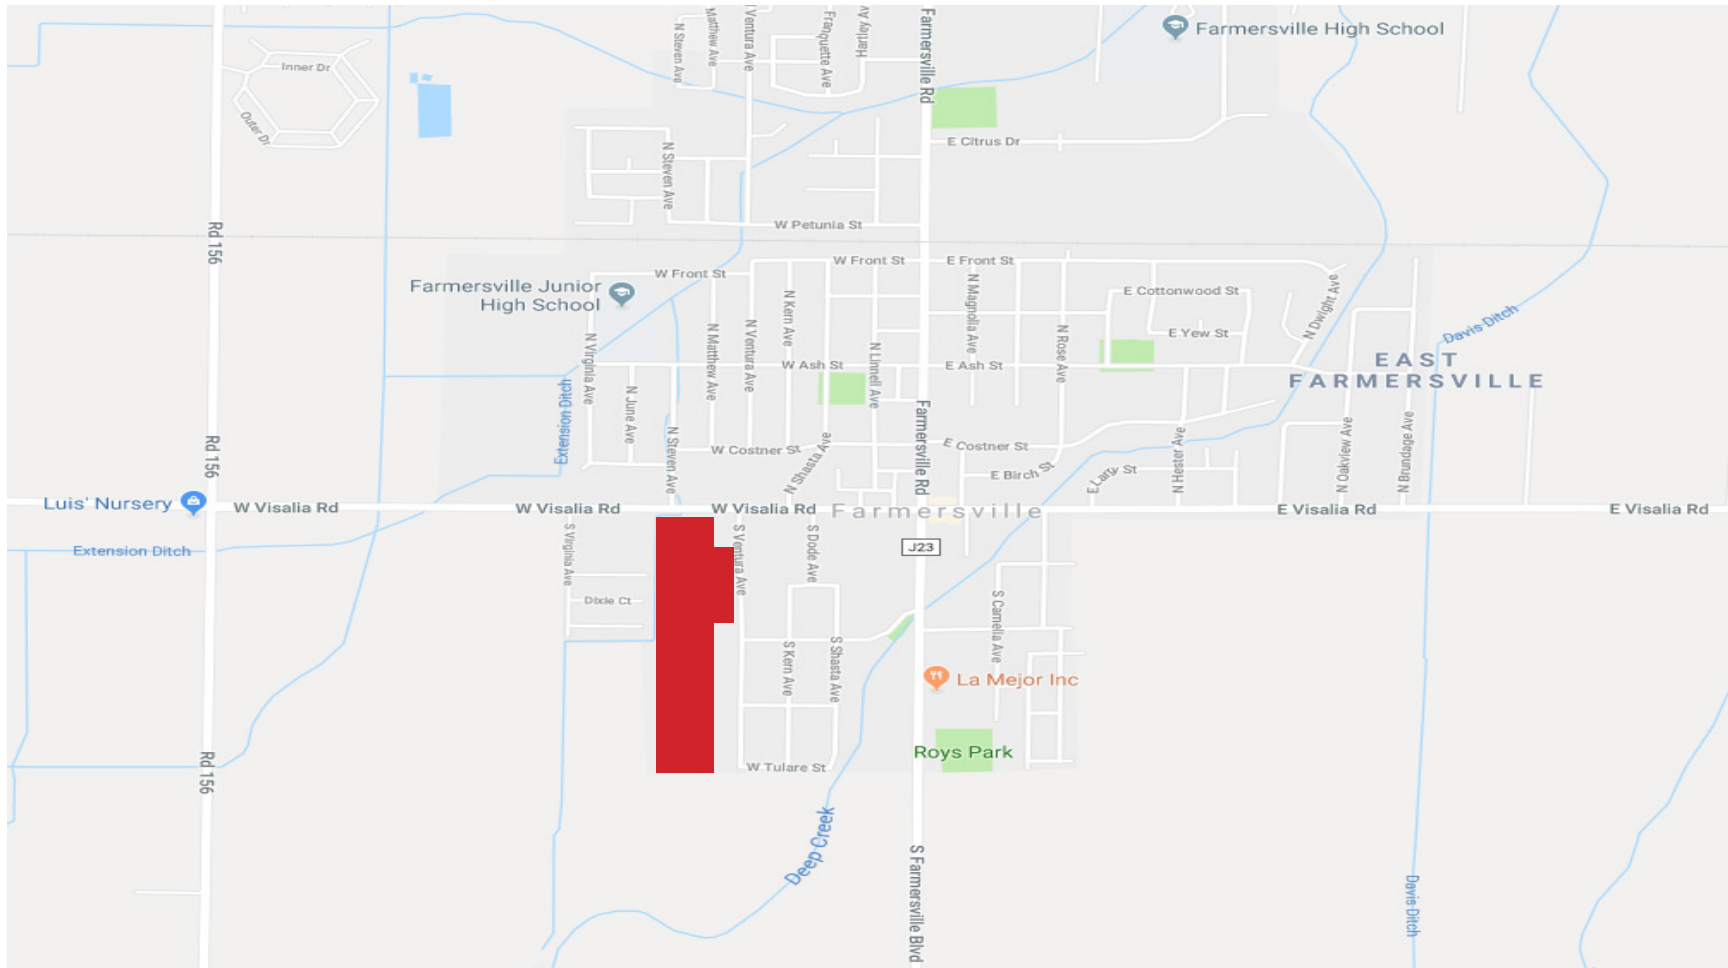 N Steven Ave
Matthew Ave
N Ventura Ave
Franquette Ave
Hartley Av
Farmersville Rd
Farmersville High School
Inner Dr
Outer Dr
E Citrus Dr
N Steven Ave
W Petunia St
Rd 156
W Front St
W Front St
E Front St
Farmersville Junior
High School
N Kern Ave
N Magnolia Ave
E Cottonwood St
N Dwight Ave
Davis Ditch
N Virginia Ave
N Matthew Ave
N Ventura Ave
N Linnell Ave
N Rose Ave
E Yew St
EAST
FARMERSVILLE
W Ash St
E Ash St
Extension Ditch
N June Ave
N Steven Ave
Farmersville Rd
Rd 156
W Costner St
N Shasta Ave
E Costner St
E Birch St
E Larry St
N Hester Ave
N Oakview Ave
N Brundage Ave
Luis' Nursery
W Visalia Rd
W Visalia Rd
W Visalia Rd
Farmersville
E Visalia Rd
E Visalia Rd
Extension Ditch
S Virginia Ave
S Ventura Ave
S Dode Ave
J23
Dixie Ct
S Kern Ave
S Shasta Ave
S Camelia Ave
La Mejor Inc
Roys Park
Rd 156
W Tulare St
Deep Creek
S Farmersville Blvd
Davis Ditch